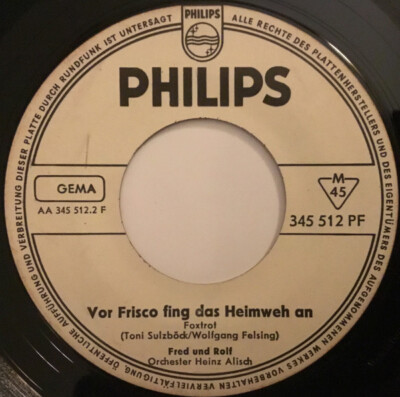 PHILIPS
PHILIPS
ALLE RECHTE DES PLATTENHERSTELLERS UND DES EIGENTÜMERS DES AUFGENOMMENEN WERKES VORBEHALTEN VERVIELFÄLTIGUNG ÖFFENTLICHE AUFFÜHRUNG UND VERBREITUNG DIESER PLATTE DURCH RUNDFUNK IST UNTERSAGT
GEMA
AA 345 512.2 F
M
45
345 512 PF
Vor Frisco fing das Heimweh an
Foxtrot
(Toni Sulzböck/Wolfgang Felsing)
Fred und Rolf
Orchester Heinz Alisch